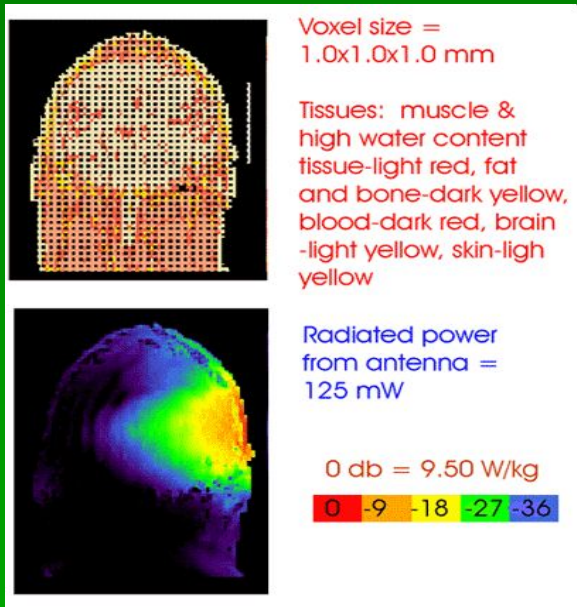 Voxel size =
1.0x1.0x1.0 mm
Tissues: muscle &
high water content
tissue-light red, fat
and bone-dark yellow,
blood-dark red, brain
-light yellow, skin-ligh
yellow
Radiated power
from antenna =
125 mW
0 db = 9.50 W/kg
0 -9 -18 -27 -36